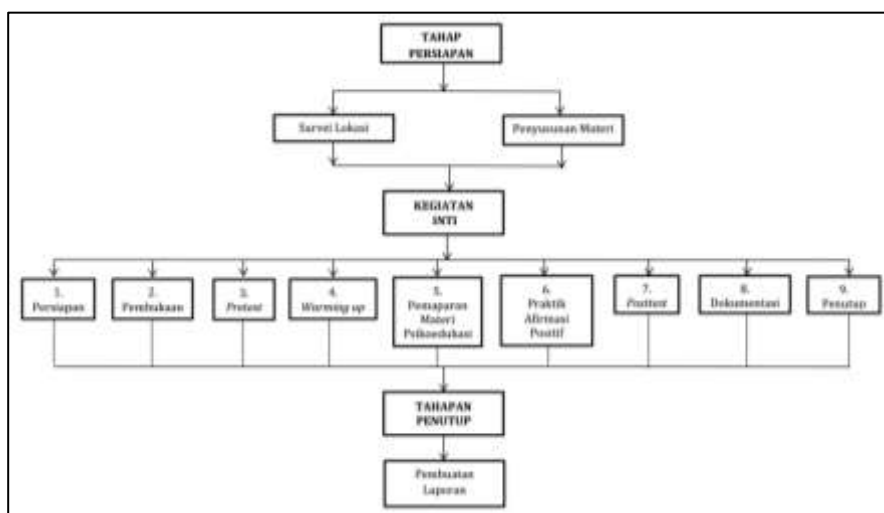 TAHAP
PERSIAPAN
Survei Lokasi
Penyusunan Materi
KEGIATAN
INTI
1.
Persiapan
2.
Pembukaan
3.
Pretest
4.
Warming up
5.
Pemaparan
Materi
Psikoedukasi
6.
Praktik
Afirmasi
Positif
7.
Posttest
8.
Dokumentasi
9.
Penutup
TAHAPAN
PENUTUP
Pembuatan
Laporan